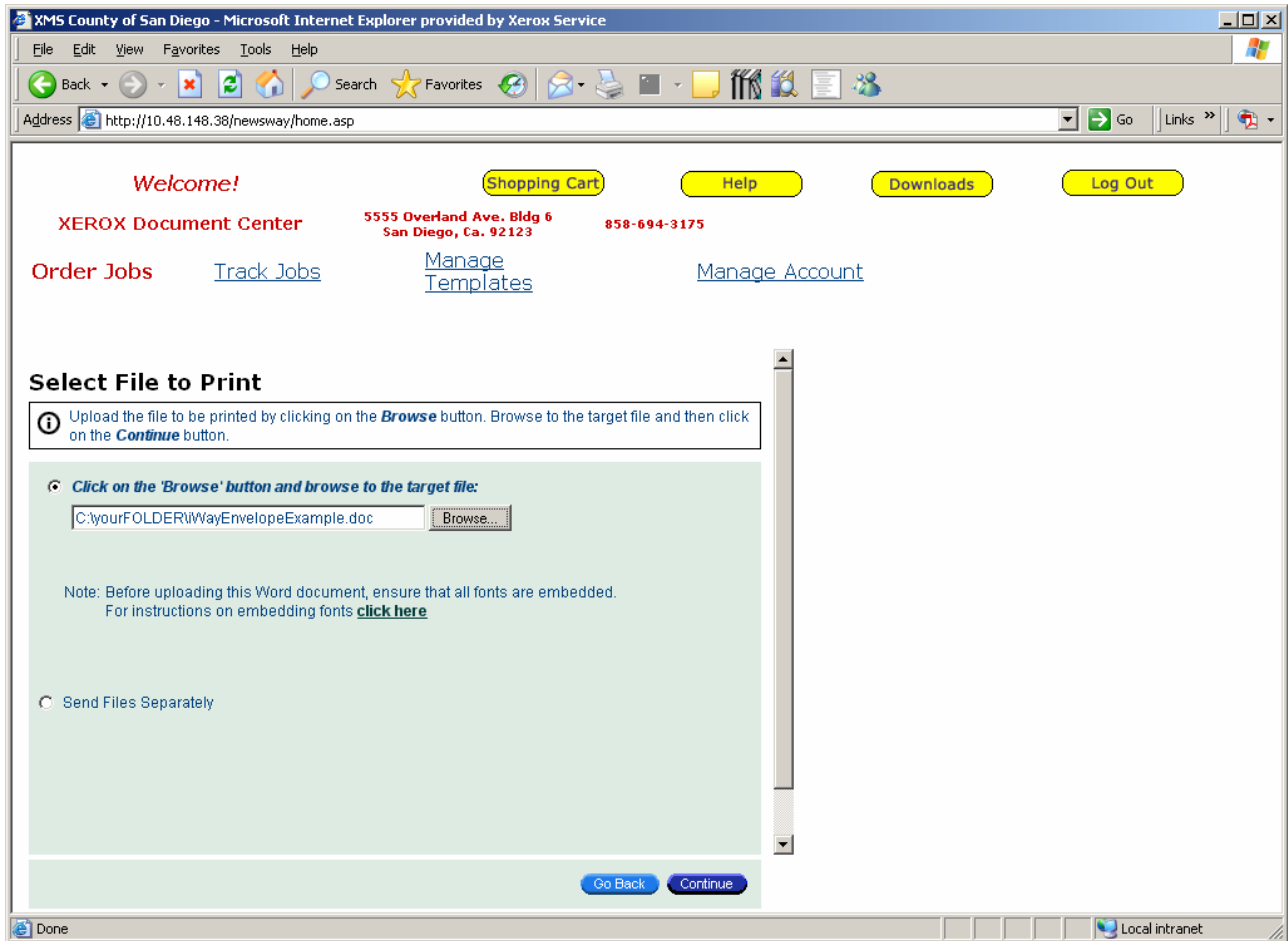 XMS County of San Diego - Microsoft Internet Explorer provided by Xerox Service
File Edit View Favorites Tools Help
Back Search Favorites
Address http://10.48.148.38/newsway/home.asp Go Links »
Welcome! Shopping Cart Help Downloads Log Out
XEROX Document Center
5555 Overland Ave. Bldg 6
San Diego, Ca. 92123
858-694-3175
Order Jobs Track Jobs
Manage
Templates
Manage Account
Select File to Print
Upload the file to be printed by clicking on the Browse button. Browse to the target file and then click
on the Continue button.
Click on the 'Browse' button and browse to the target file:
C:\yourFOLDER\iWayEnvelopeExample.doc Browse...
Note: Before uploading this Word document, ensure that all fonts are embedded.
For instructions on embedding fonts click here
Send Files Separately
Go Back Continue
Done Local intranet